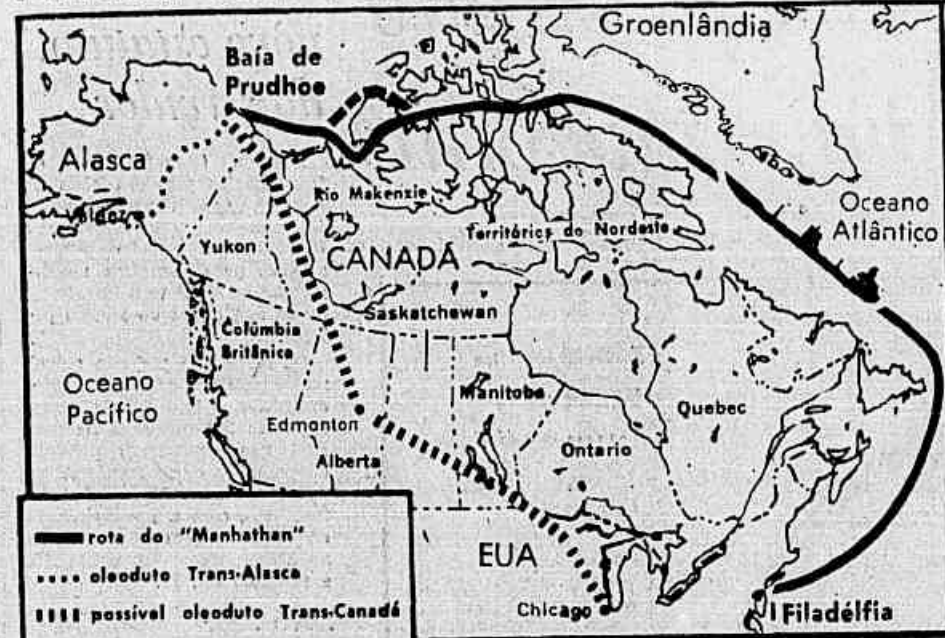 Groenlândia
Baía de
Prudhoe
Alasca
Valdez
Rio Makenzie
Yukon
CANADÁ
Territórios do Nordeste
Oceano
Atlântico
Saskatchewan
Colúmbia
Britânica
Oceano
Pacífico
Manitoba
Quebec
Edmonton
Alberta
Ontario
EUA
Chicago
Filadélfia
rota do "Manhathan"
oleoduto Trans-Alasca
possível oleoduto Trans-Canadá